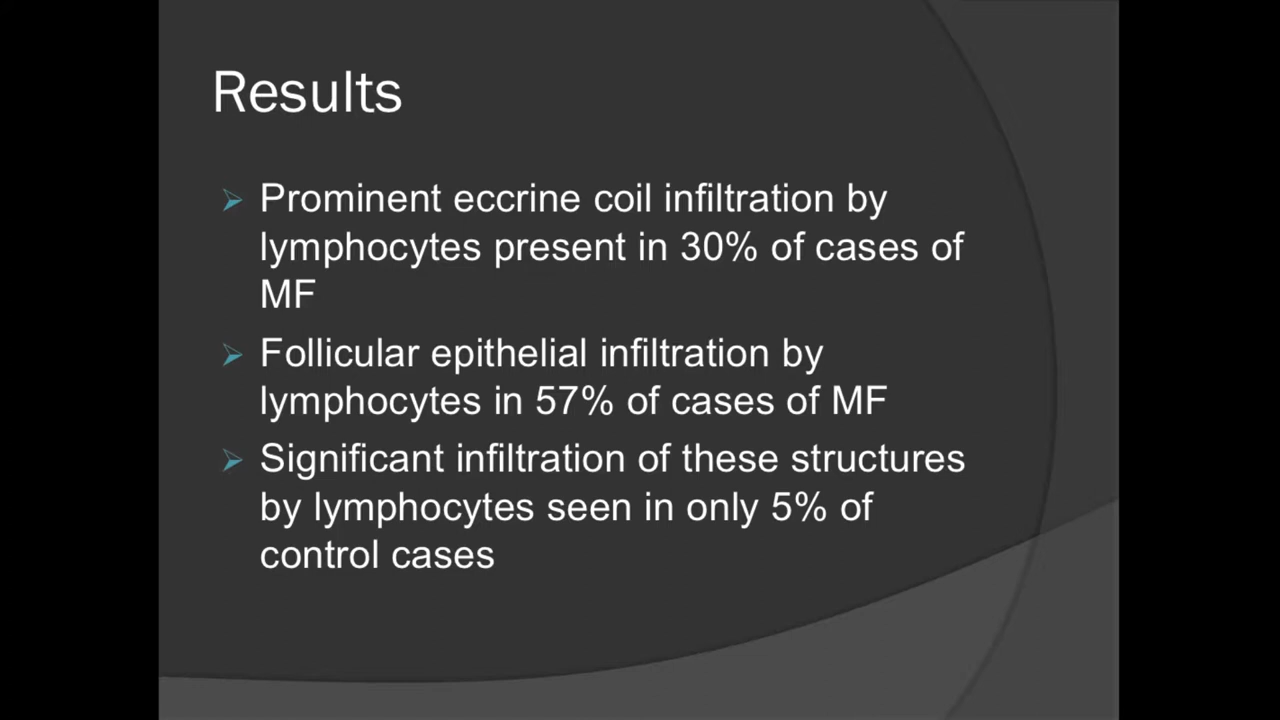 Results
Prominent eccrine coil infiltration by
lymphocytes present in 30% of cases of
MF
Follicular epithelial infiltration by
lymphocytes in 57% of cases of MF
Significant infiltration of these structures
by lymphocytes seen in only 5% of
control cases